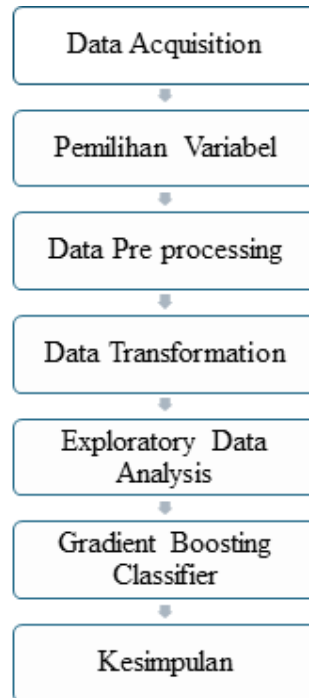 Data Acquisition
Pemilihan Variabel
Data Pre processing
Data Transformation
Exploratory Data
Analysis
Gradient Boosting
Classifier
Kesimpulan